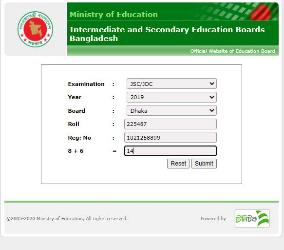 Ministry of Education
Intermediate and Secondary Education Boards
Bangladesh
Official Website of Education Board
Examination : JSC/JDC
Year : 2019
Board : Dhaka
Roll : 225487
Reg: No : 1021258899
8 + 6 = 14
Reset Submit
©2005-2020 Ministry of Education, All rights reserved. Powered by